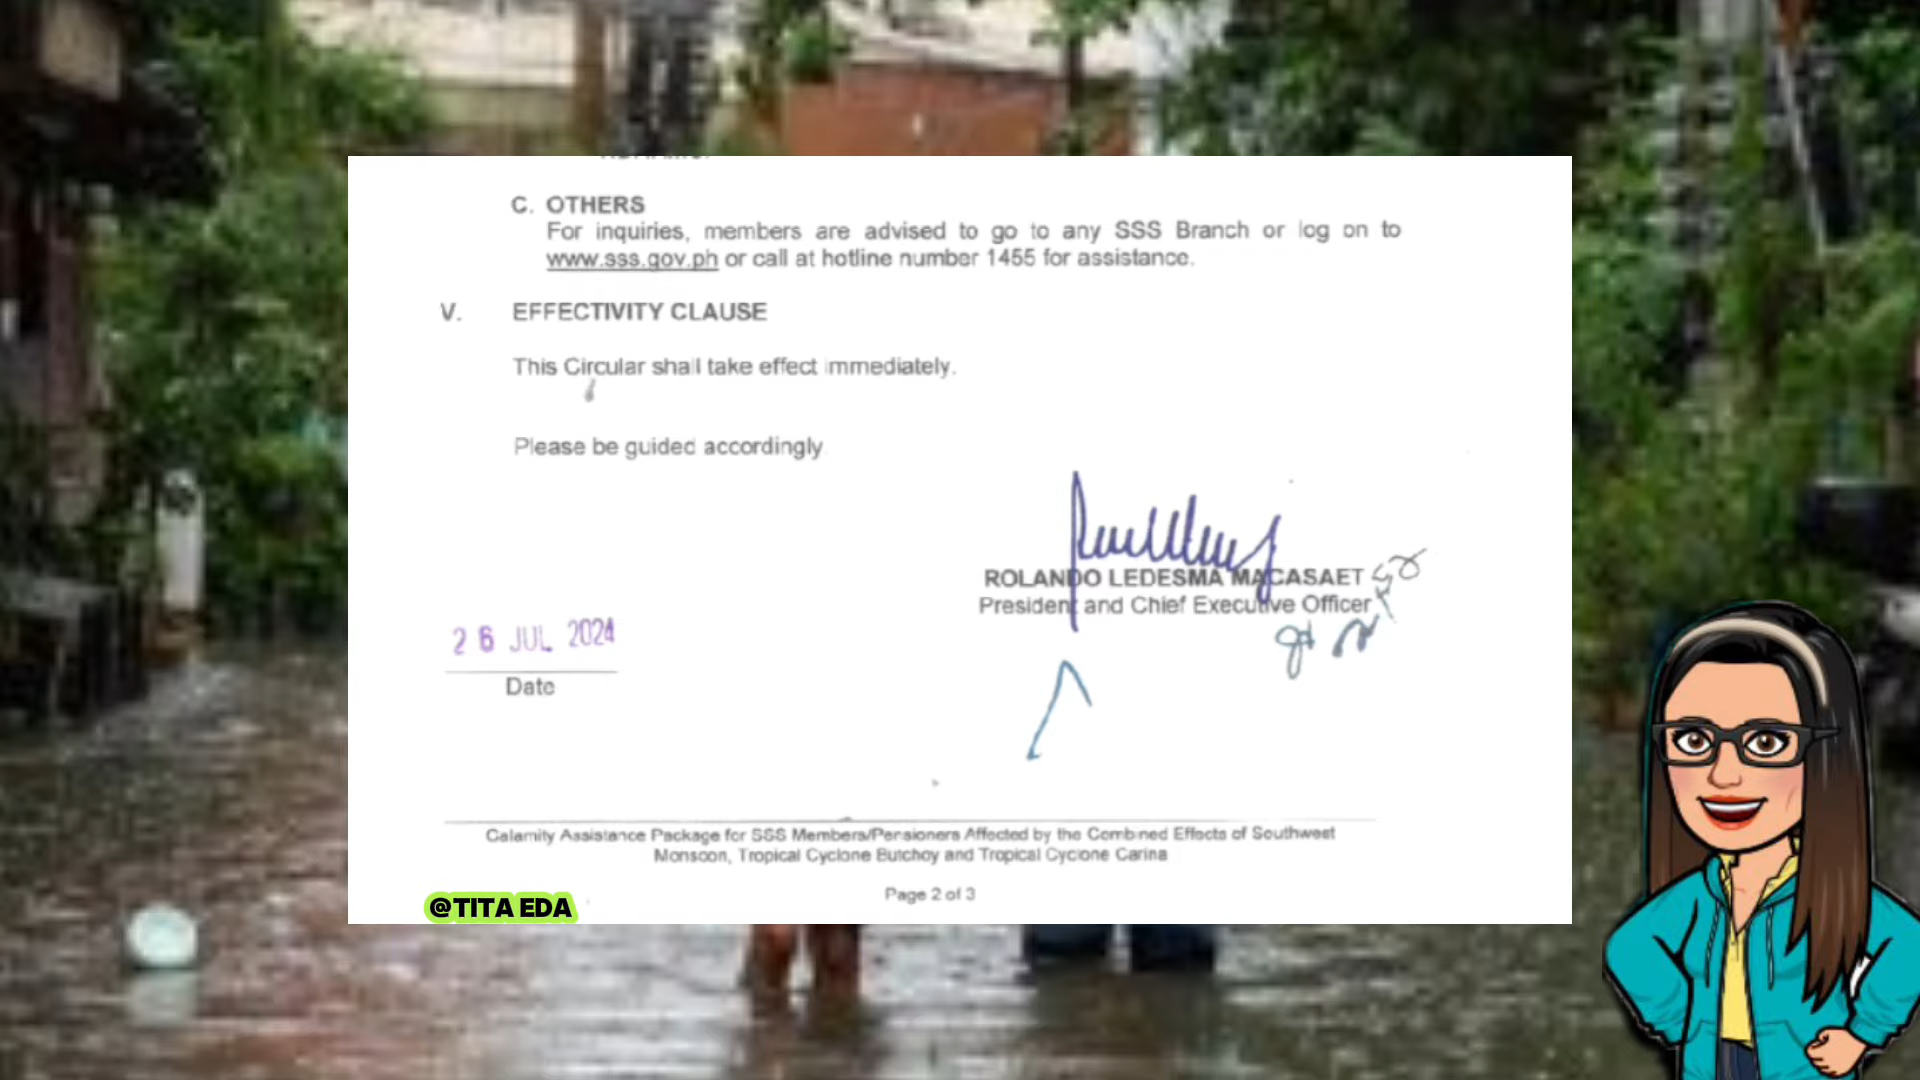 C. OTHERS
For inquiries, members are advised to go to any SSS Branch or log on to
www.sss.gov.ph or call at hotline number 1455 for assistance.
V. EFFECTIVITY CLAUSE
This Circular shall take effect immediately.
Please be guided accordingly.
ROLANDO LEDESMA MACASAET
President and Chief Executive Officer
26 JUL 2024
Date
Calamity Assistance Package for SSS Members/Pensioners Affected by the Combined Effects of Southwest
Monsoon, Tropical Cyclone Butchoy and Tropical Cyclone Carina
Page 2 of 3
@TITA EDA